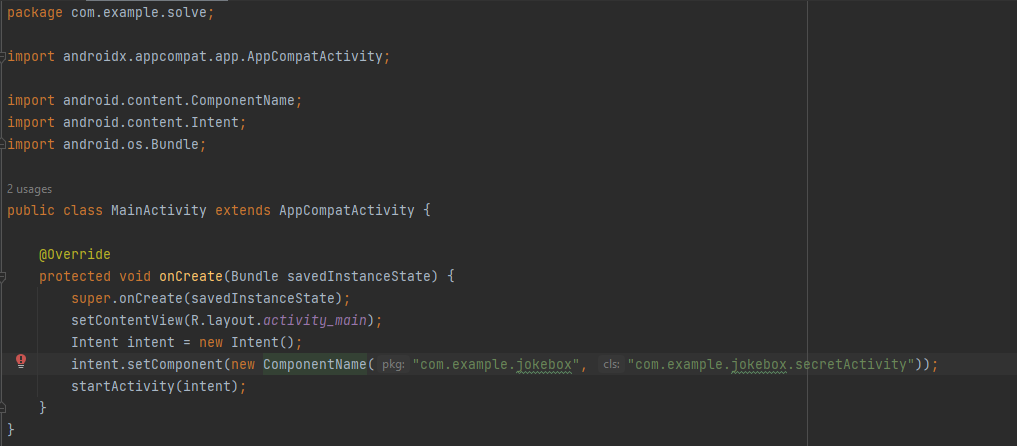 package com.example.solve;
import androidx.appcompat.app.AppCompatActivity;
import android.content.ComponentName;
import android.content.Intent;
import android.os.Bundle;
2 usages
public class MainActivity extends AppCompatActivity {
@Override
protected void onCreate(Bundle savedInstanceState) {
super.onCreate(savedInstanceState);
setContentView(R.layout.activity_main);
Intent intent = new Intent();
intent.setComponent(new ComponentName( pkg: "com.example.jokebox", cls: "com.example.jokebox.secretActivity"));
startActivity(intent);
}
}